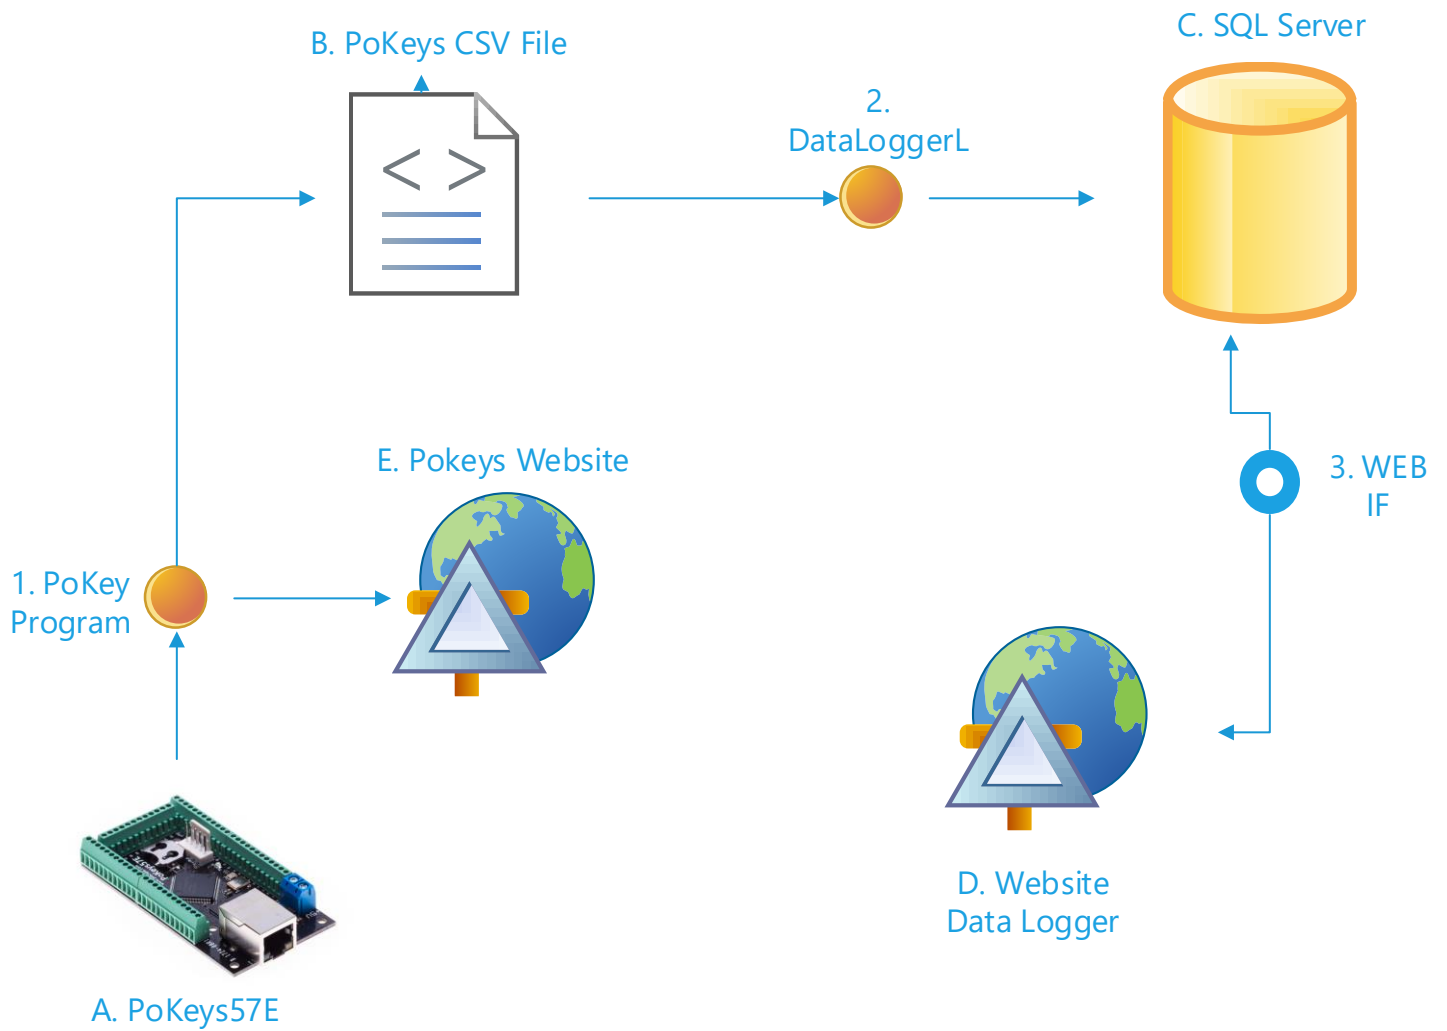 B. PoKeys CSV File
C. SQL Server
2.
DataLoggerL
E. Pokeys Website
3. WEB
IF
1. PoKey
Program
D. Website
Data Logger
PoKeys57E
A. PoKeys57E